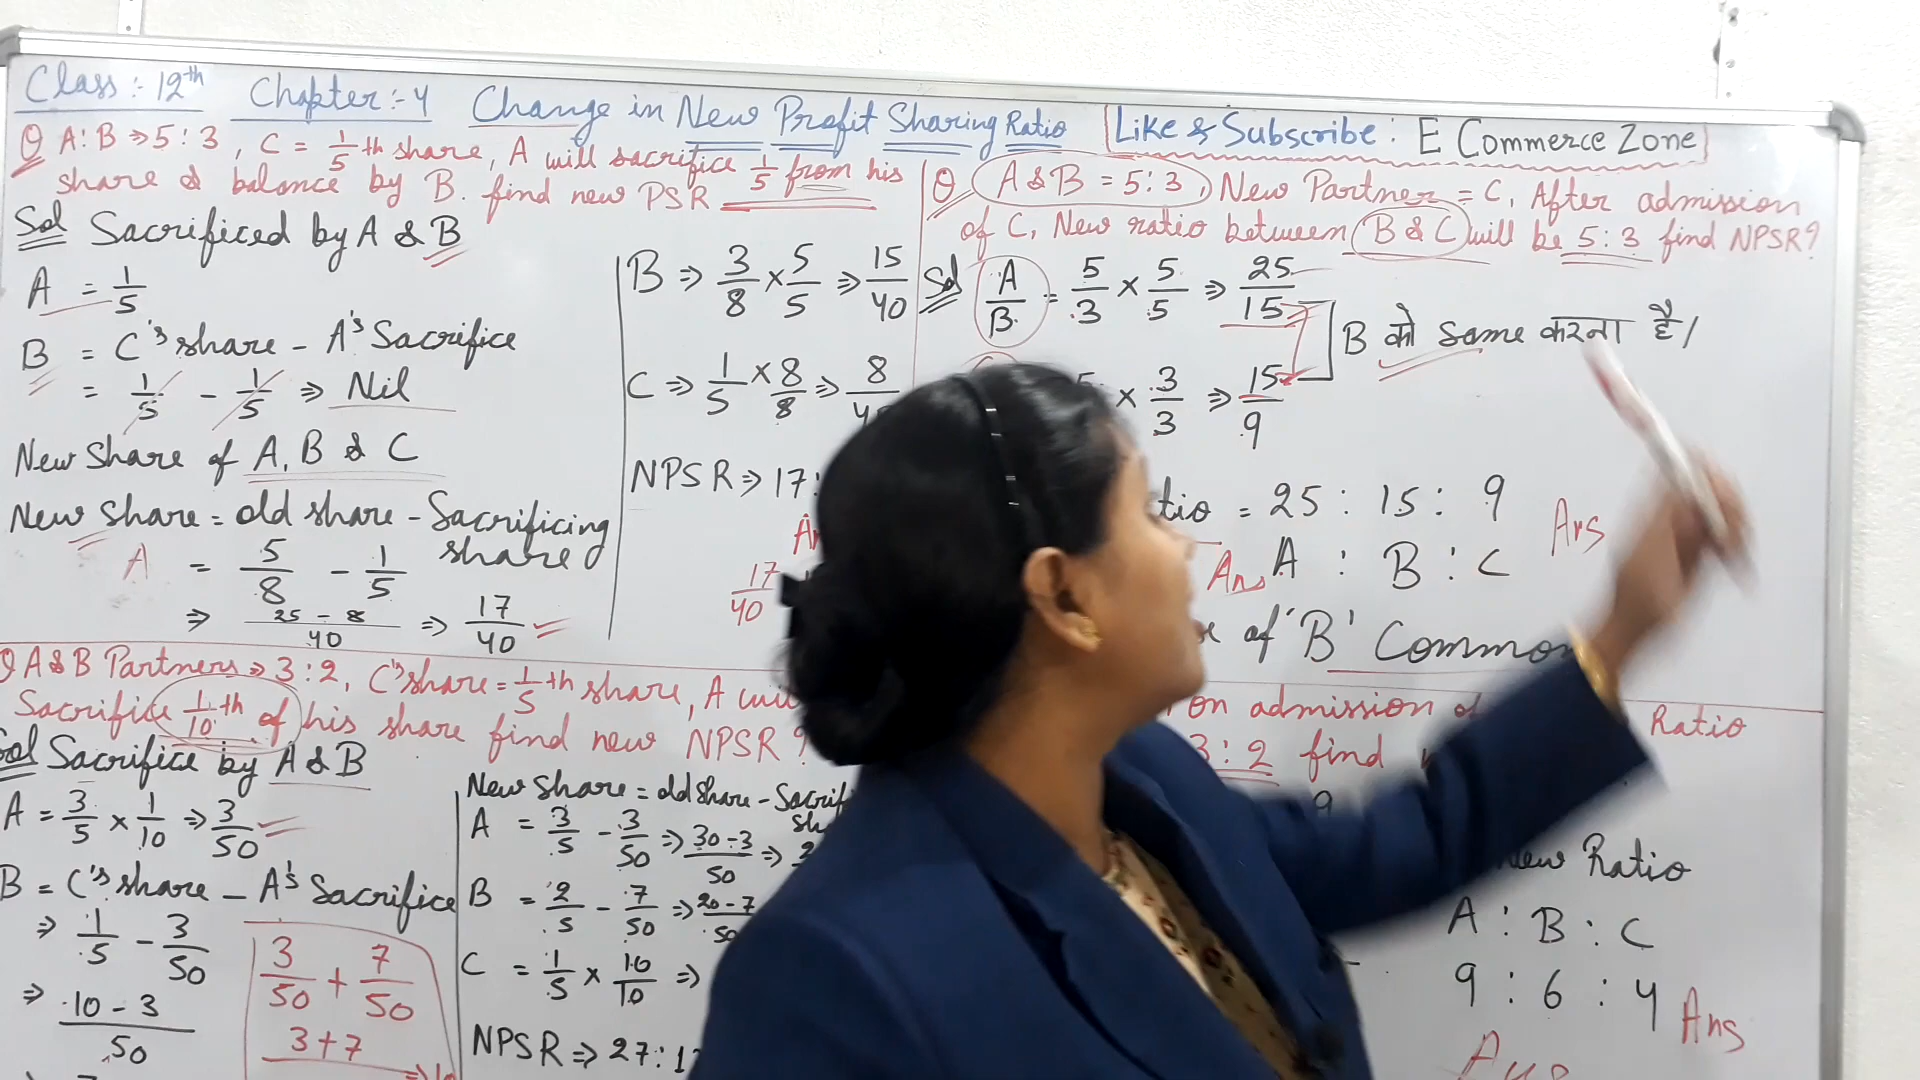 Class :- 12th Chapter :- 4 Change in New Profit Sharing Ratio
Like & Subscribe : E Commerce Zone
Q A : B ⇒ 5 : 3 , C = 1/5 th share, A will sacrifice 1/5 from his
share & balance by B. find new PSR
Sol Sacrificed by A & B
A = 1/5
B = C's share - A's Sacrifice
= 1/5 - 1/5 ⇒ Nil
New Share of A, B & C
New Share = old share - Sacrificing
share
A = 5/8 - 1/5
⇒ 25 - 8/40 ⇒ 17/40
B ⇒ 3/8 × 5/5 ⇒ 15/40
C ⇒ 1/5 × 8/8 ⇒ 8/
NPSR ⇒ 17 :
17/40
Q A & B = 5 : 3, New Partner = C, After admission
of C, New ratio between B & C will be 5 : 3 find NPSR?
Sol A/B = 5/3 × 5/5 ⇒ 25/15
× 3/3 ⇒ 15/9
B को Same करना है।
= 25 : 15 : 9 Ans
Ans A : B : C
of 'B' Common
Q A & B Partners ⇒ 3 : 2, C's share = 1/5 th share, A
Sacrifice 1/10 th of his share find new NPSR ?
Sol Sacrifice by A & B
A = 3/5 × 1/10 ⇒ 3/50
B = C's share - A's Sacrifice
⇒ 1/5 - 3/50
⇒ 10 - 3/50
3/50 + 7/50
3 + 7
New Share = old Share -
A = 3/5 - 3/50 ⇒ 30 - 3/50 ⇒
B = 2/5 - 7/50 ⇒ 20 - 7/
C = 1/5 × 10/10 ⇒
NPSR ⇒ 27 :
on admission Ratio
3 : 2 find
9
New Ratio
A : B : C
9 : 6 : 4 Ans